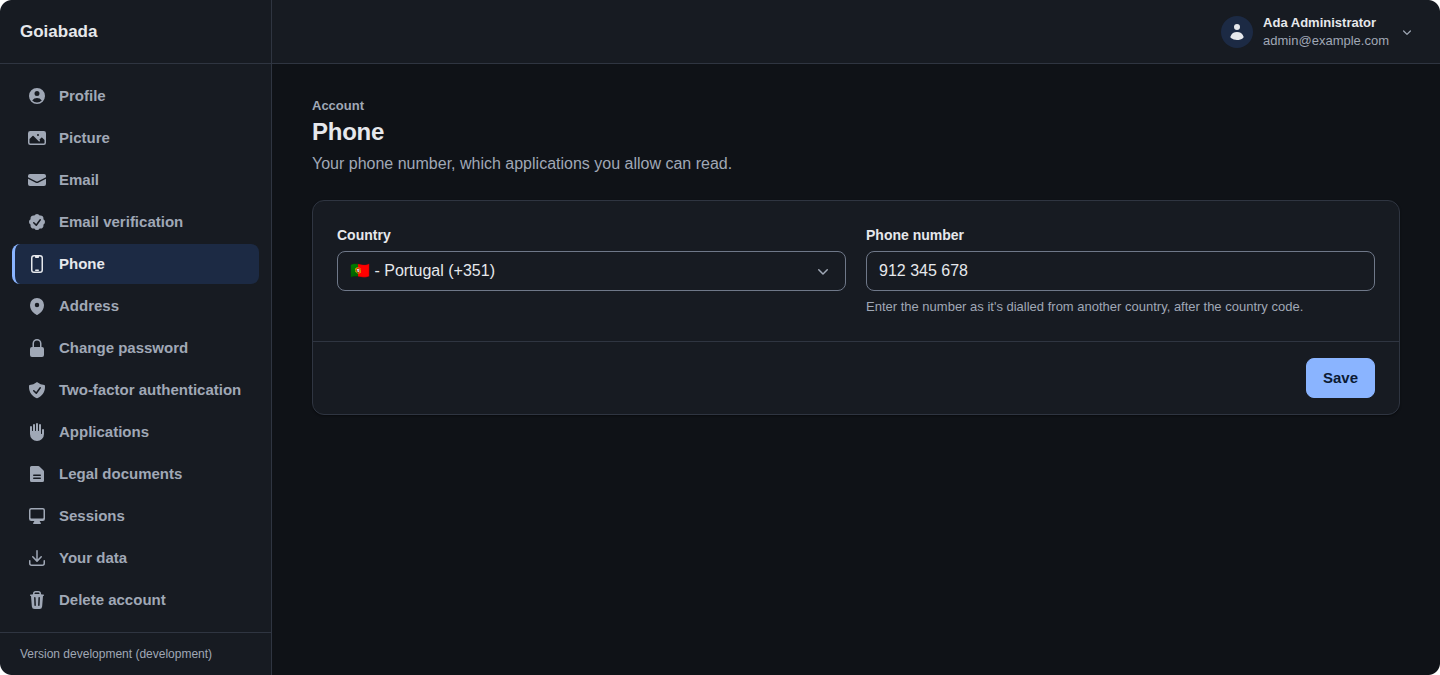 Goiabada
Ada Administrator
admin@example.com
Profile
Picture
Email
Email verification
Phone
Address
Change password
Two-factor authentication
Applications
Legal documents
Sessions
Your data
Delete account
Version development (development)
Account
Phone
Your phone number, which applications you allow can read.
Country
🇵🇹 - Portugal (+351)
Phone number
912 345 678
Enter the number as it's dialled from another country, after the country code.
Save